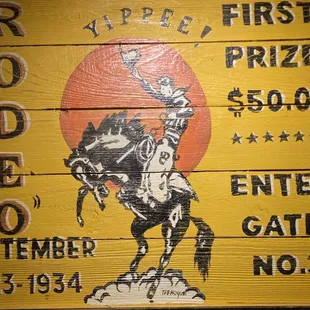 RODEO
YIPPEE!
FIRST
PRIZE
$50.0
ENTE
GATE
NO.
TEMBER
3-1934